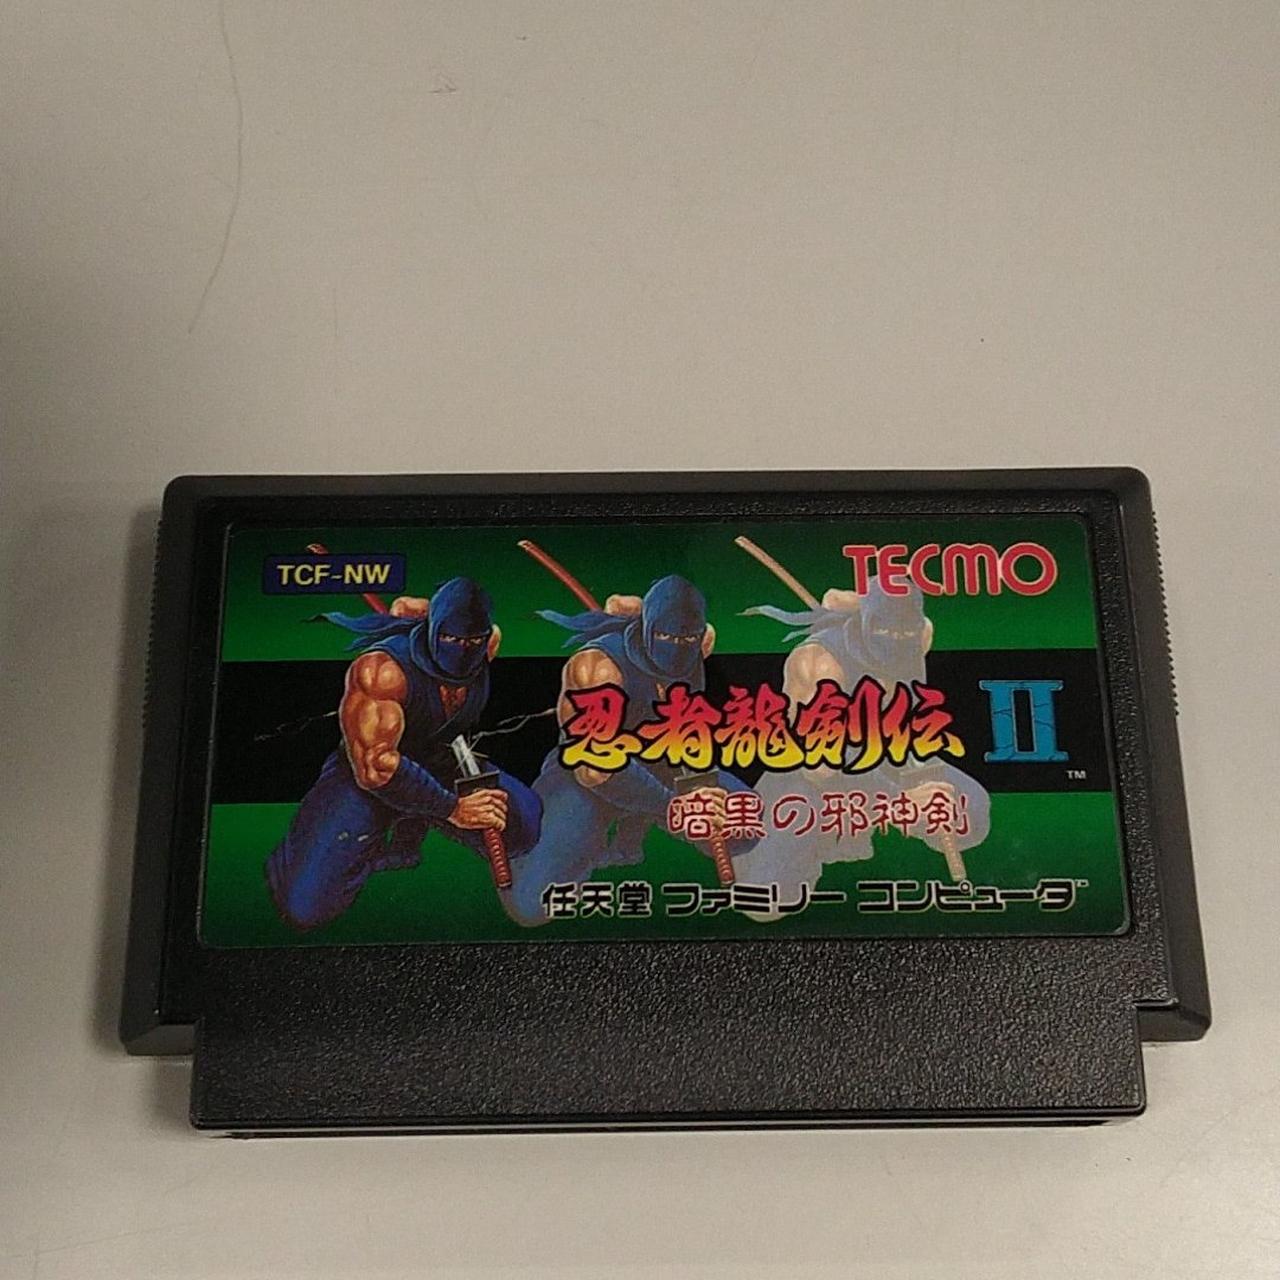 TCF-NW
TECMO
忍者龍剣伝 II
TM
暗黒の邪神剣
任天堂 ファミリー コンピュータ